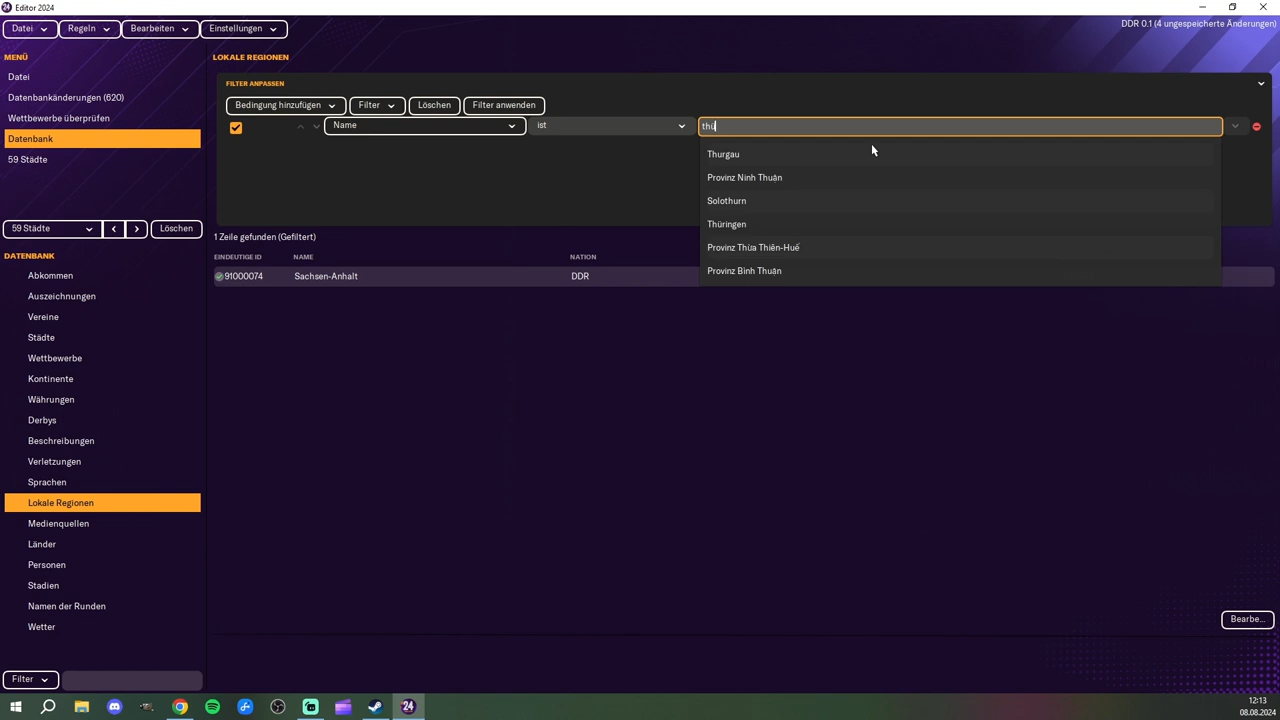 24 Editor 2024
Datei Regeln Bearbeiten Einstellungen
DDR 0.1 (4 ungespeicherte Änderungen)
MENÜ
Datei
Datenbankänderungen (620)
Wettbewerbe überprüfen
Datenbank
59 Städte
59 Städte < > Löschen
DATENBANK
Abkommen
Auszeichnungen
Vereine
Städte
Wettbewerbe
Kontinente
Währungen
Derbys
Beschreibungen
Verletzungen
Sprachen
Lokale Regionen
Medienquellen
Länder
Personen
Stadien
Namen der Runden
Wetter
Filter
LOKALE REGIONEN
FILTER ANPASSEN
Bedingung hinzufügen Filter Löschen Filter anwenden
Name ist thü
Thurgau
Provinz Ninh Thuận
Solothurn
Thüringen
Provinz Thừa Thiên-Huế
Provinz Bình Thuận
1 Zeile gefunden (Gefiltert)
EINDEUTIGE ID NAME NATION
91000074 Sachsen-Anhalt DDR
Bearbe...
24
12:13
08.08.2024